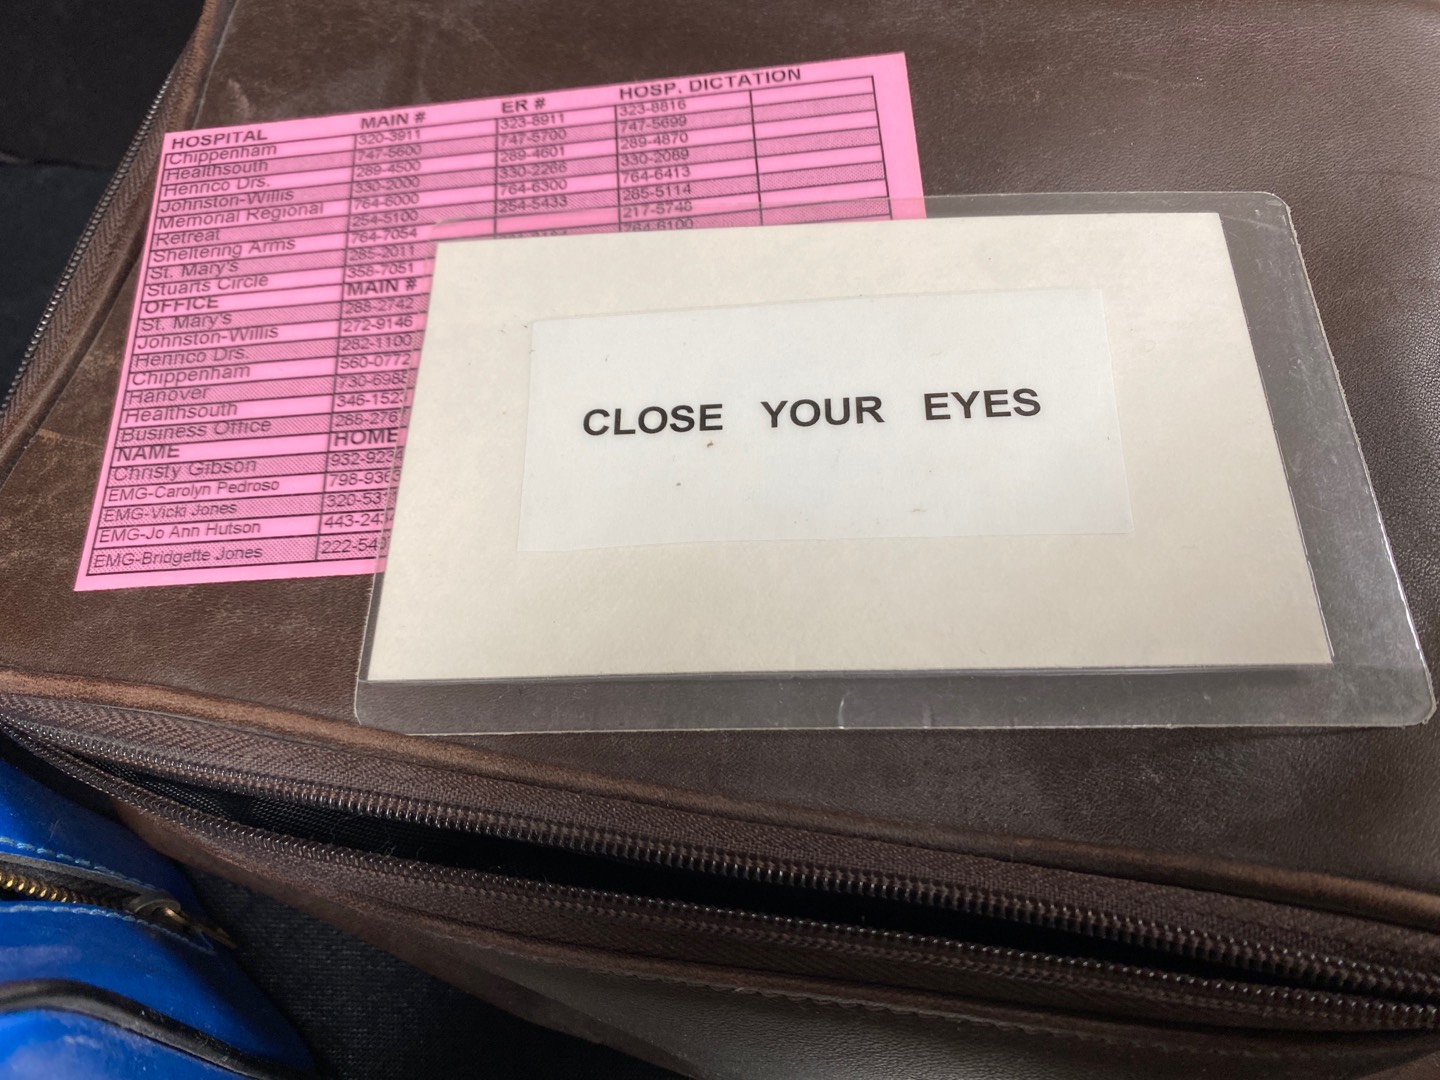 HOSPITAL MAIN # ER # HOSP. DICTATION
Chippenham 320-3911 323-8911 323-8816
Healthsouth 747-5600 747-5700 747-5699
Henrico Drs. 289-4500 289-4601 289-4870
Johnston-Willis 330-2000 330-2266 330-2089
Memorial Regional 764-6000 764-6300 764-6413
Retreat 254-5100 254-5433 285-5114
Sheltering Arms 764-7054 217-5746
St. Mary's 285-2011 764-6100
Stuarts Circle 358-7051
OFFICE MAIN #
St. Mary's 288-2742
Johnston-Willis 272-9146
Henrico Drs. 282-1100
Chippenham 560-0772
Hanover
Healthsouth
Business Office
NAME HOME
Christy Gibson
EMG-Carolyn Pedroso
EMG-Vicki Jones
EMG-Jo Ann Hutson
EMG-Bridgette Jones
CLOSE YOUR EYES